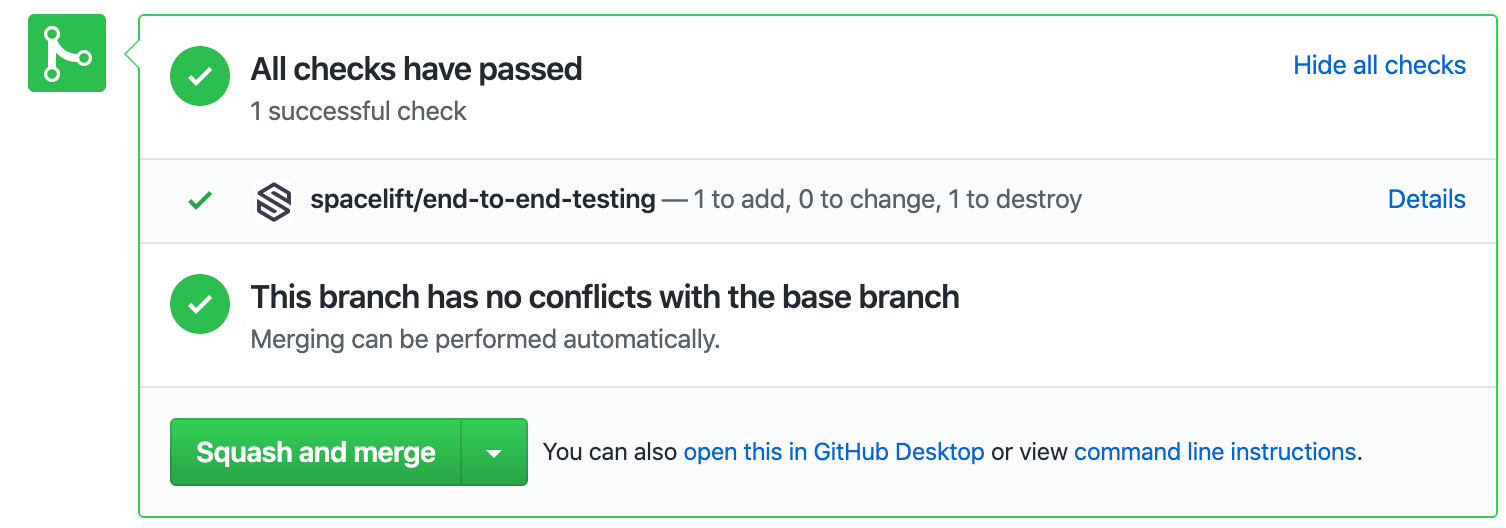 All checks have passed
Hide all checks
1 successful check
spacelift/end-to-end-testing — 1 to add, 0 to change, 1 to destroy
Details
This branch has no conflicts with the base branch
Merging can be performed automatically.
Squash and merge
You can also open this in GitHub Desktop or view command line instructions.